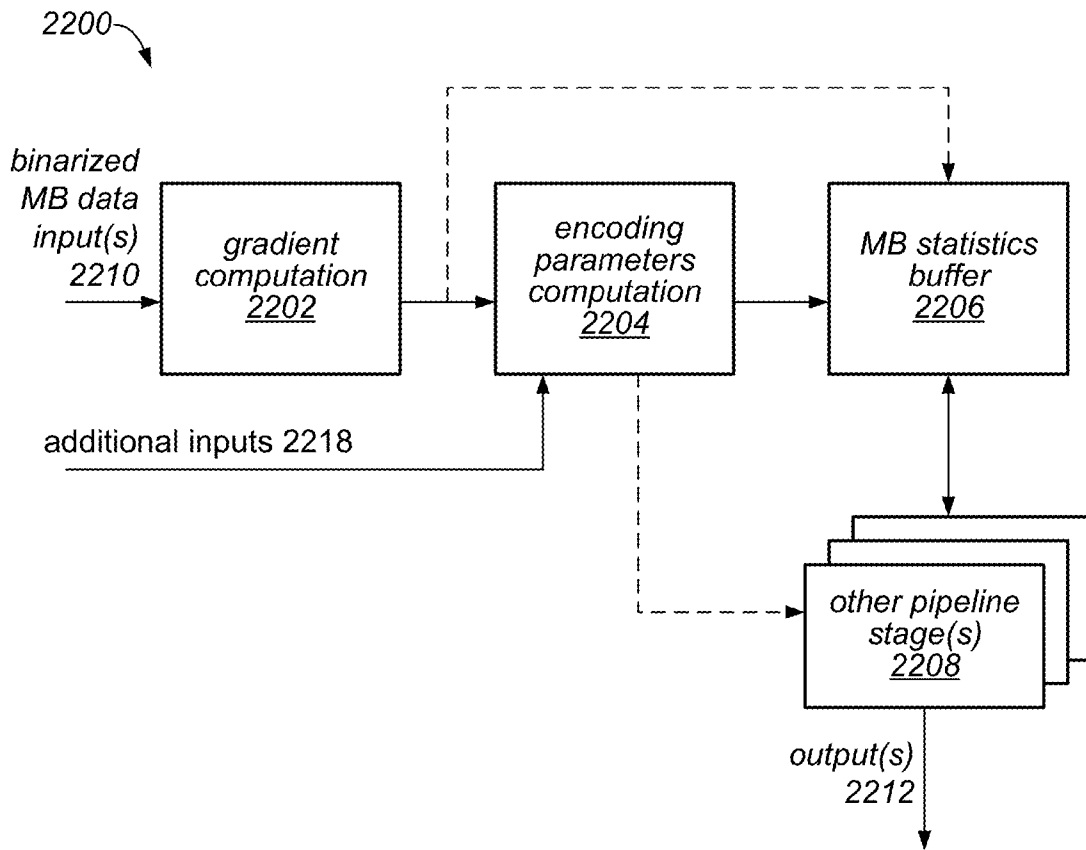 2200
binarized
MB data
input(s)
2210
gradient
computation
2202
encoding
parameters
computation
2204
MB statistics
buffer
2206
additional inputs 2218
other pipeline
stage(s)
2208
output(s)
2212